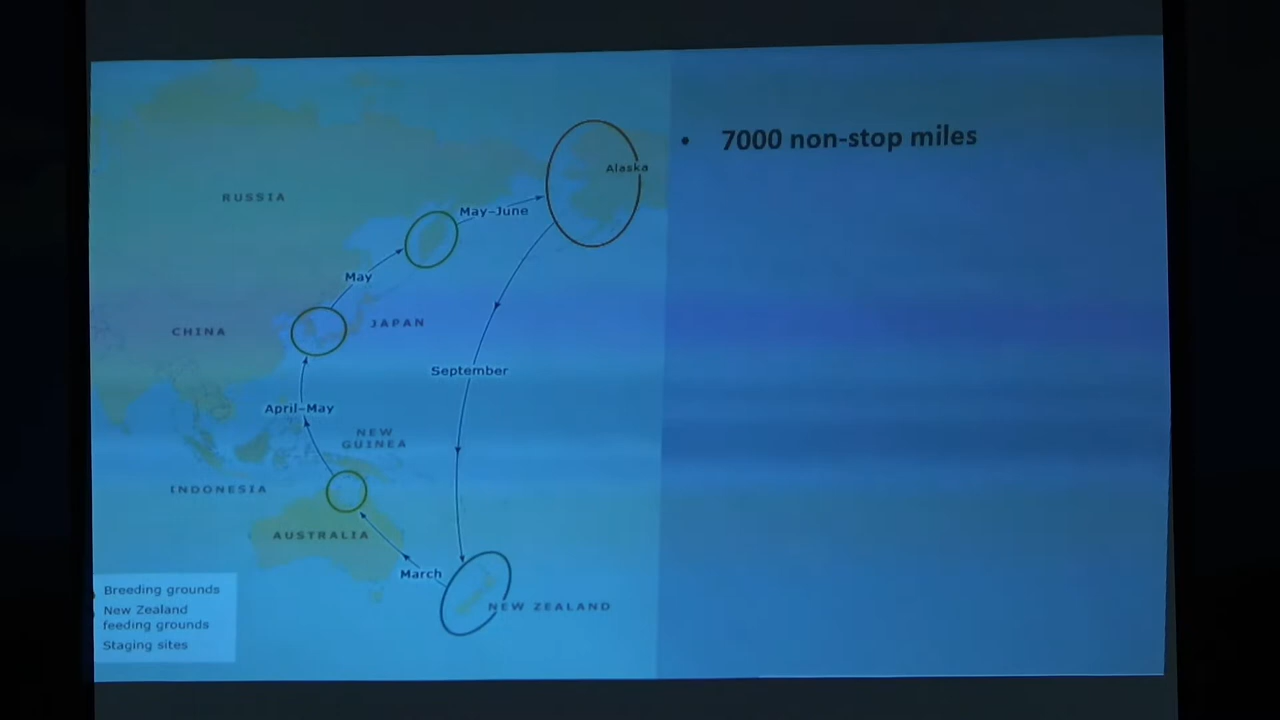 • 7000 non-stop miles
Alaska
RUSSIA
May–June
May
CHINA
JAPAN
September
April–May
NEW
GUINEA
INDONESIA
AUSTRALIA
March
NEW ZEALAND
Breeding grounds
New Zealand
feeding grounds
Staging sites